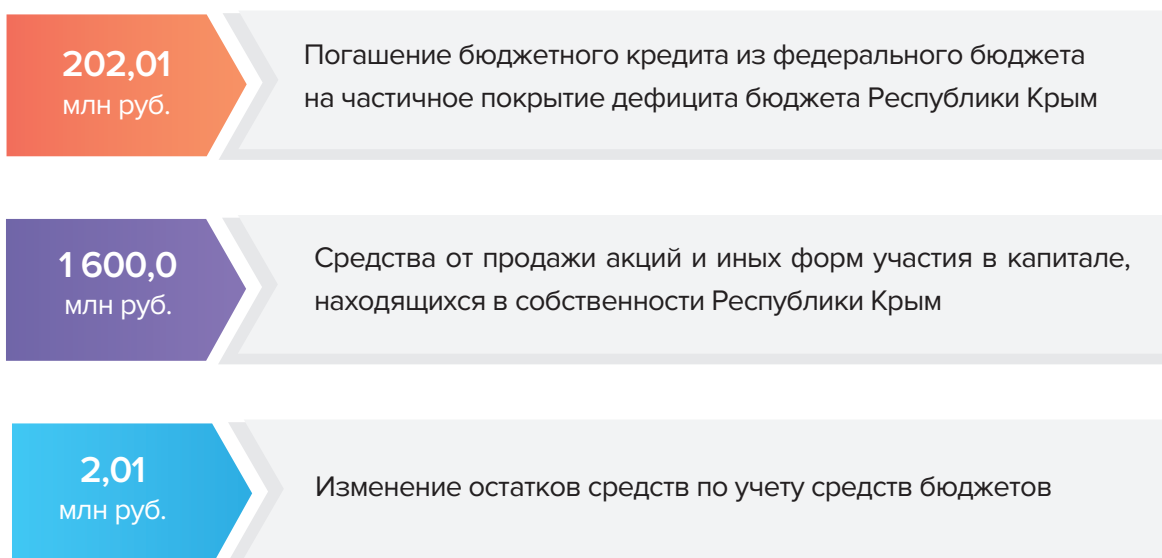 202,01
млн руб.
Погашение бюджетного кредита из федерального бюджета
на частичное покрытие дефицита бюджета Республики Крым
1 600,0
млн руб.
Средства от продажи акций и иных форм участия в капитале,
находящихся в собственности Республики Крым
2,01
млн руб.
Изменение остатков средств по учету средств бюджетов